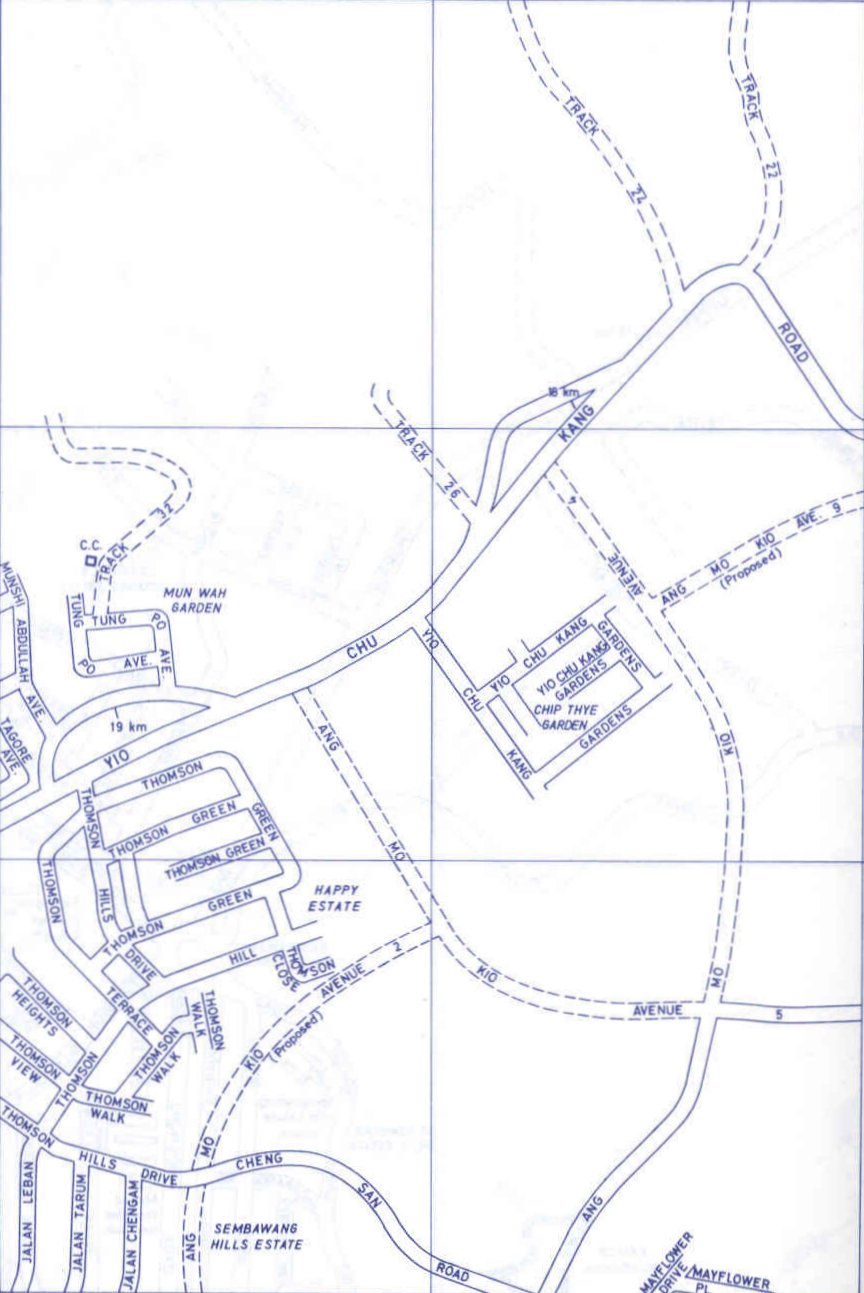 TRACK
22
TRACK
22
ROAD
18 km
KANG
TRACK
26
TRACK
32
C.C.
MUN WAH
GARDEN
TUNG
TUNG
PO
PO
AVE.
AVE.
MUNSHI
ABDULLAH
AVE.
TAGORE
AVE.
19 km
YIO
CHU
AVENUE
4
ANG
MO
KIO
AVE. 9
(Proposed)
YIO
CHU
KANG
YIO
CHU
KANG
GARDENS
YIO CHU KANG
GARDENS
CHIP THYE
GARDEN
GARDENS
KIO
ANG
MO
THOMSON
THOMSON
THOMSON
GREEN
GREEN
THOMSON GREEN
THOMSON
HILLS
THOMSON
GREEN
DRIVE
HAPPY
ESTATE
HILL
TERRACE
THOMSON
CLOSE
ANG
MO
KIO
AVENUE
2
(Proposed)
KIO
AVENUE
MO
5
THOMSON
HEIGHTS
THOMSON
VIEW
THOMSON
THOMSON
WALK
THOMSON
WALK
THOMSON
WALK
THOMSON
HILLS
DRIVE
CHENG
SAN
ROAD
JALAN LEBAN
JALAN TARUM
JALAN CHENGAM
SEMBAWANG
HILLS ESTATE
ANG
MAYFLOWER
DRIVE
MAYFLOWER
PL.